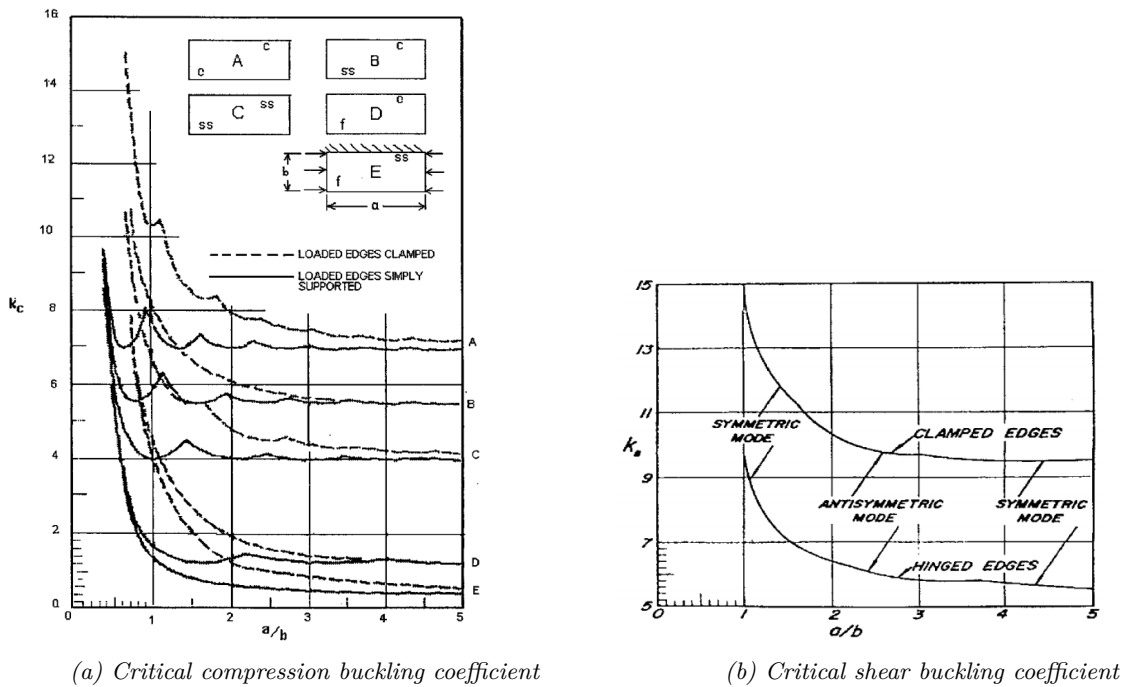 16
14
12
10
8
6
4
2
0
kc
0 1 2 3 4 5
a/b
c
A
c
c
B
ss
ss
C
ss
c
D
f
ss
E
f
b
a
LOADED EDGES CLAMPED
LOADED EDGES SIMPLY
SUPPORTED
A
B
C
D
E
(a) Critical compression buckling coefficient
15
13
11
9
7
5
ks
0 1 2 3 4 5
a/b
SYMMETRIC
MODE
CLAMPED EDGES
ANTISYMMETRIC
MODE
SYMMETRIC
MODE
HINGED EDGES
(b) Critical shear buckling coefficient